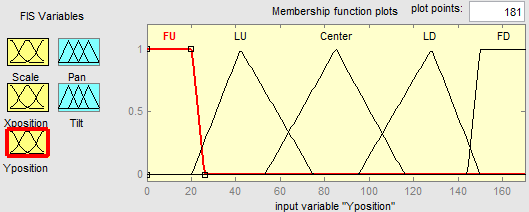 FIS Variables
Membership function plots
plot points: 181
FU LU Center LD FD
1
0.5
0
0 20 40 60 80 100 120 140 160
input variable "Yposition"
Scale Pan
Xposition Tilt
Yposition